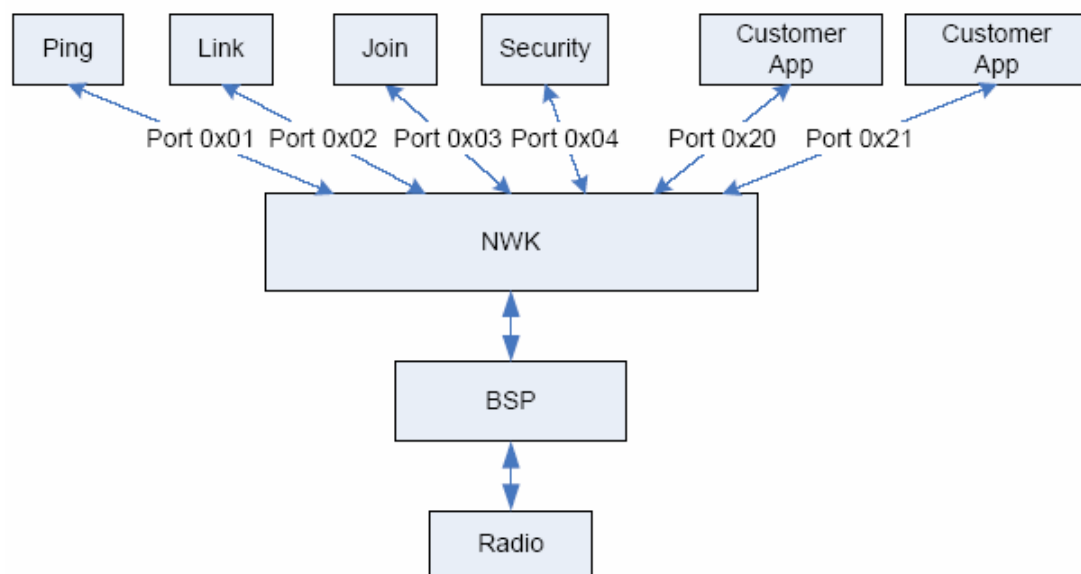 Ping
Link
Join
Security
Customer
App
Customer
App
Port 0x01
Port 0x02
Port 0x03
Port 0x04
Port 0x20
Port 0x21
NWK
BSP
Radio